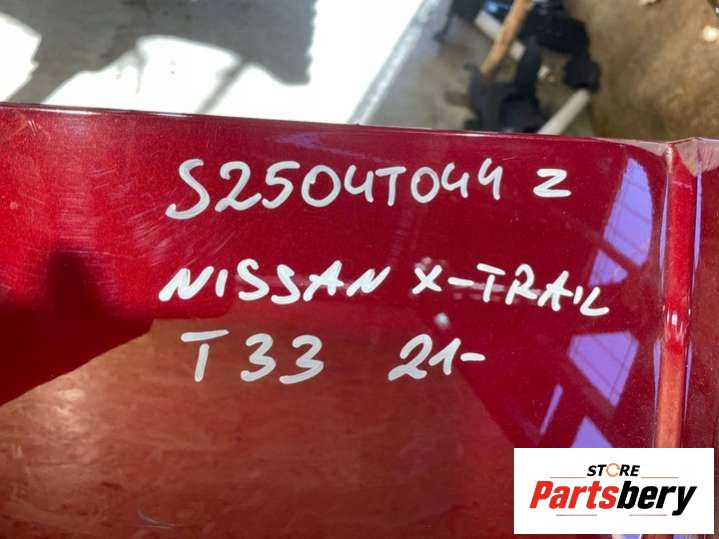 S2504T044 Z
NISSAN X-TRAIL
T33 21-
STORE
Partsbery